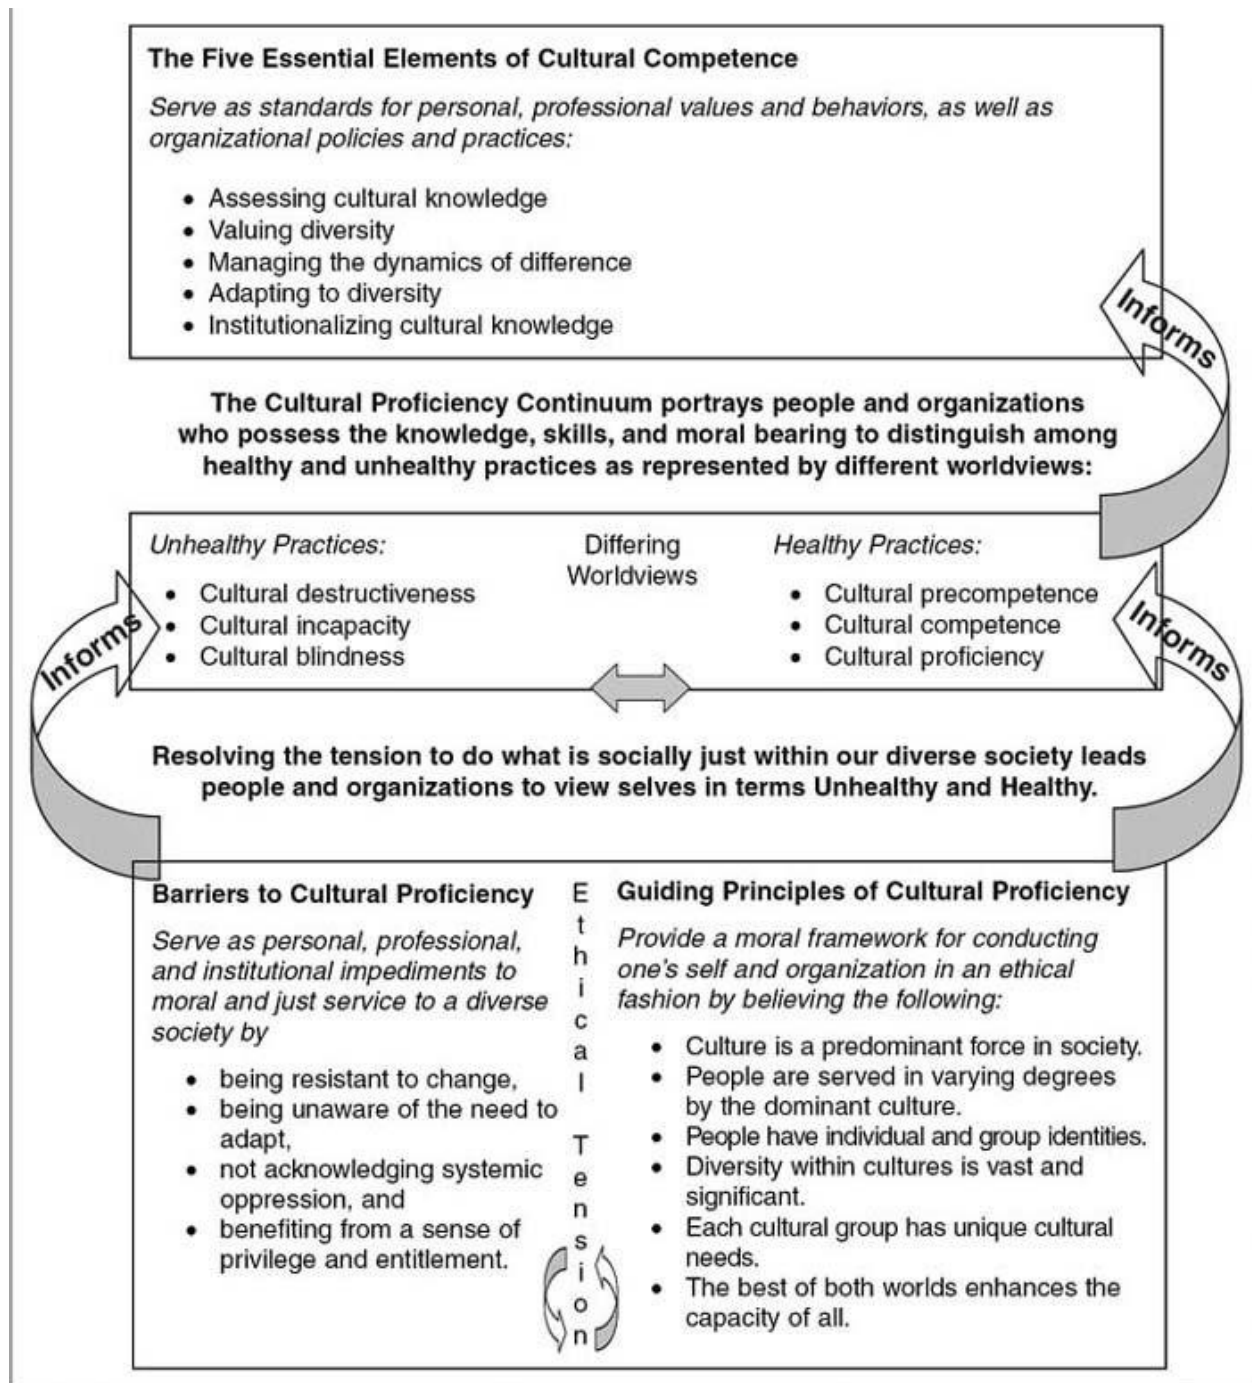 The Five Essential Elements of Cultural Competence
Serve as standards for personal, professional values and behaviors, as well as
organizational policies and practices:
• Assessing cultural knowledge
• Valuing diversity
• Managing the dynamics of difference
• Adapting to diversity
• Institutionalizing cultural knowledge
Informs
The Cultural Proficiency Continuum portrays people and organizations
who possess the knowledge, skills, and moral bearing to distinguish among
healthy and unhealthy practices as represented by different worldviews:
Unhealthy Practices:
• Cultural destructiveness
• Cultural incapacity
• Cultural blindness
Differing
Worldviews
Healthy Practices:
• Cultural precompetence
• Cultural competence
• Cultural proficiency
Informs
Informs
Resolving the tension to do what is socially just within our diverse society leads
people and organizations to view selves in terms Unhealthy and Healthy.
Barriers to Cultural Proficiency
Serve as personal, professional,
and institutional impediments to
moral and just service to a diverse
society by
• being resistant to change,
• being unaware of the need to
adapt,
• not acknowledging systemic
oppression, and
• benefiting from a sense of
privilege and entitlement.
Ethical Tension
Guiding Principles of Cultural Proficiency
Provide a moral framework for conducting
one's self and organization in an ethical
fashion by believing the following:
• Culture is a predominant force in society.
• People are served in varying degrees
by the dominant culture.
• People have individual and group identities.
• Diversity within cultures is vast and
significant.
• Each cultural group has unique cultural
needs.
• The best of both worlds enhances the
capacity of all.